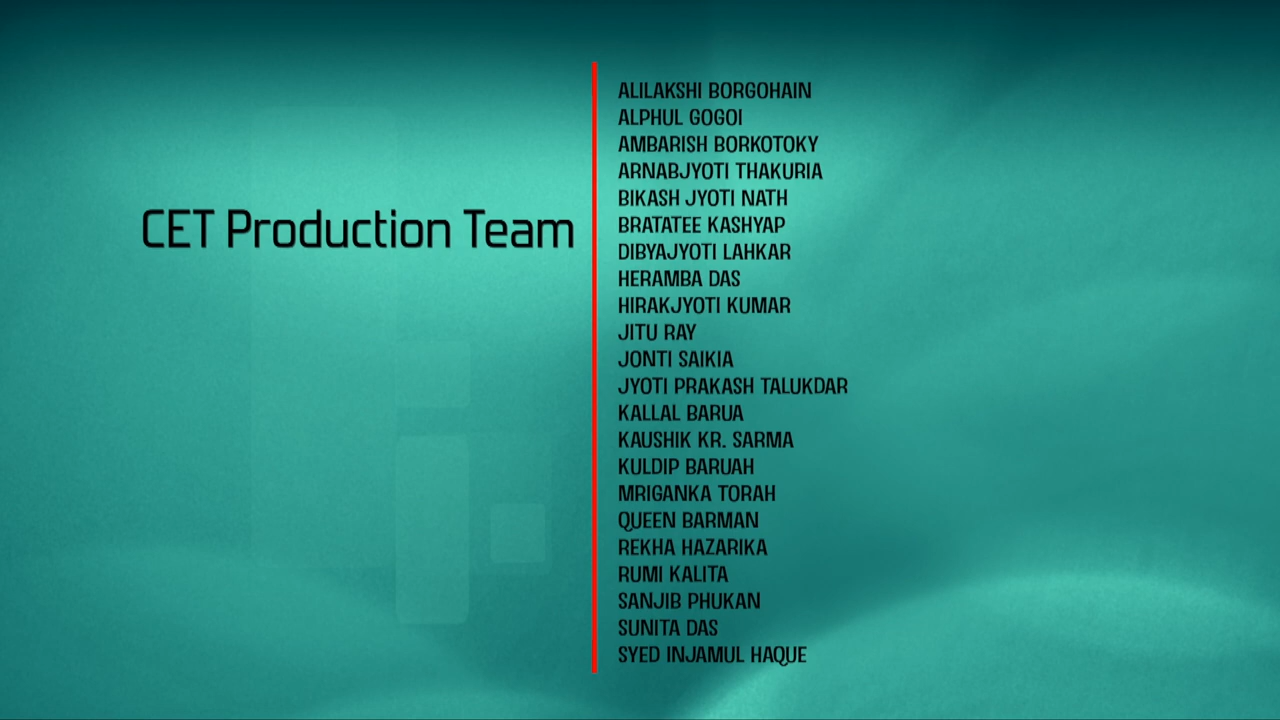 CET Production Team
ALILAKSHI BORGOHAIN
ALPHUL GOGOI
AMBARISH BORKOTOKY
ARNABJYOTI THAKURIA
BIKASH JYOTI NATH
BRATATEE KASHYAP
DIBYAJYOTI LAHKAR
HERAMBA DAS
HIRAKJYOTI KUMAR
JITU RAY
JONTI SAIKIA
JYOTI PRAKASH TALUKDAR
KALLAL BARUA
KAUSHIK KR. SARMA
KULDIP BARUAH
MRIGANKA TORAH
QUEEN BARMAN
REKHA HAZARIKA
RUMI KALITA
SANJIB PHUKAN
SUNITA DAS
SYED INJAMUL HAQUE